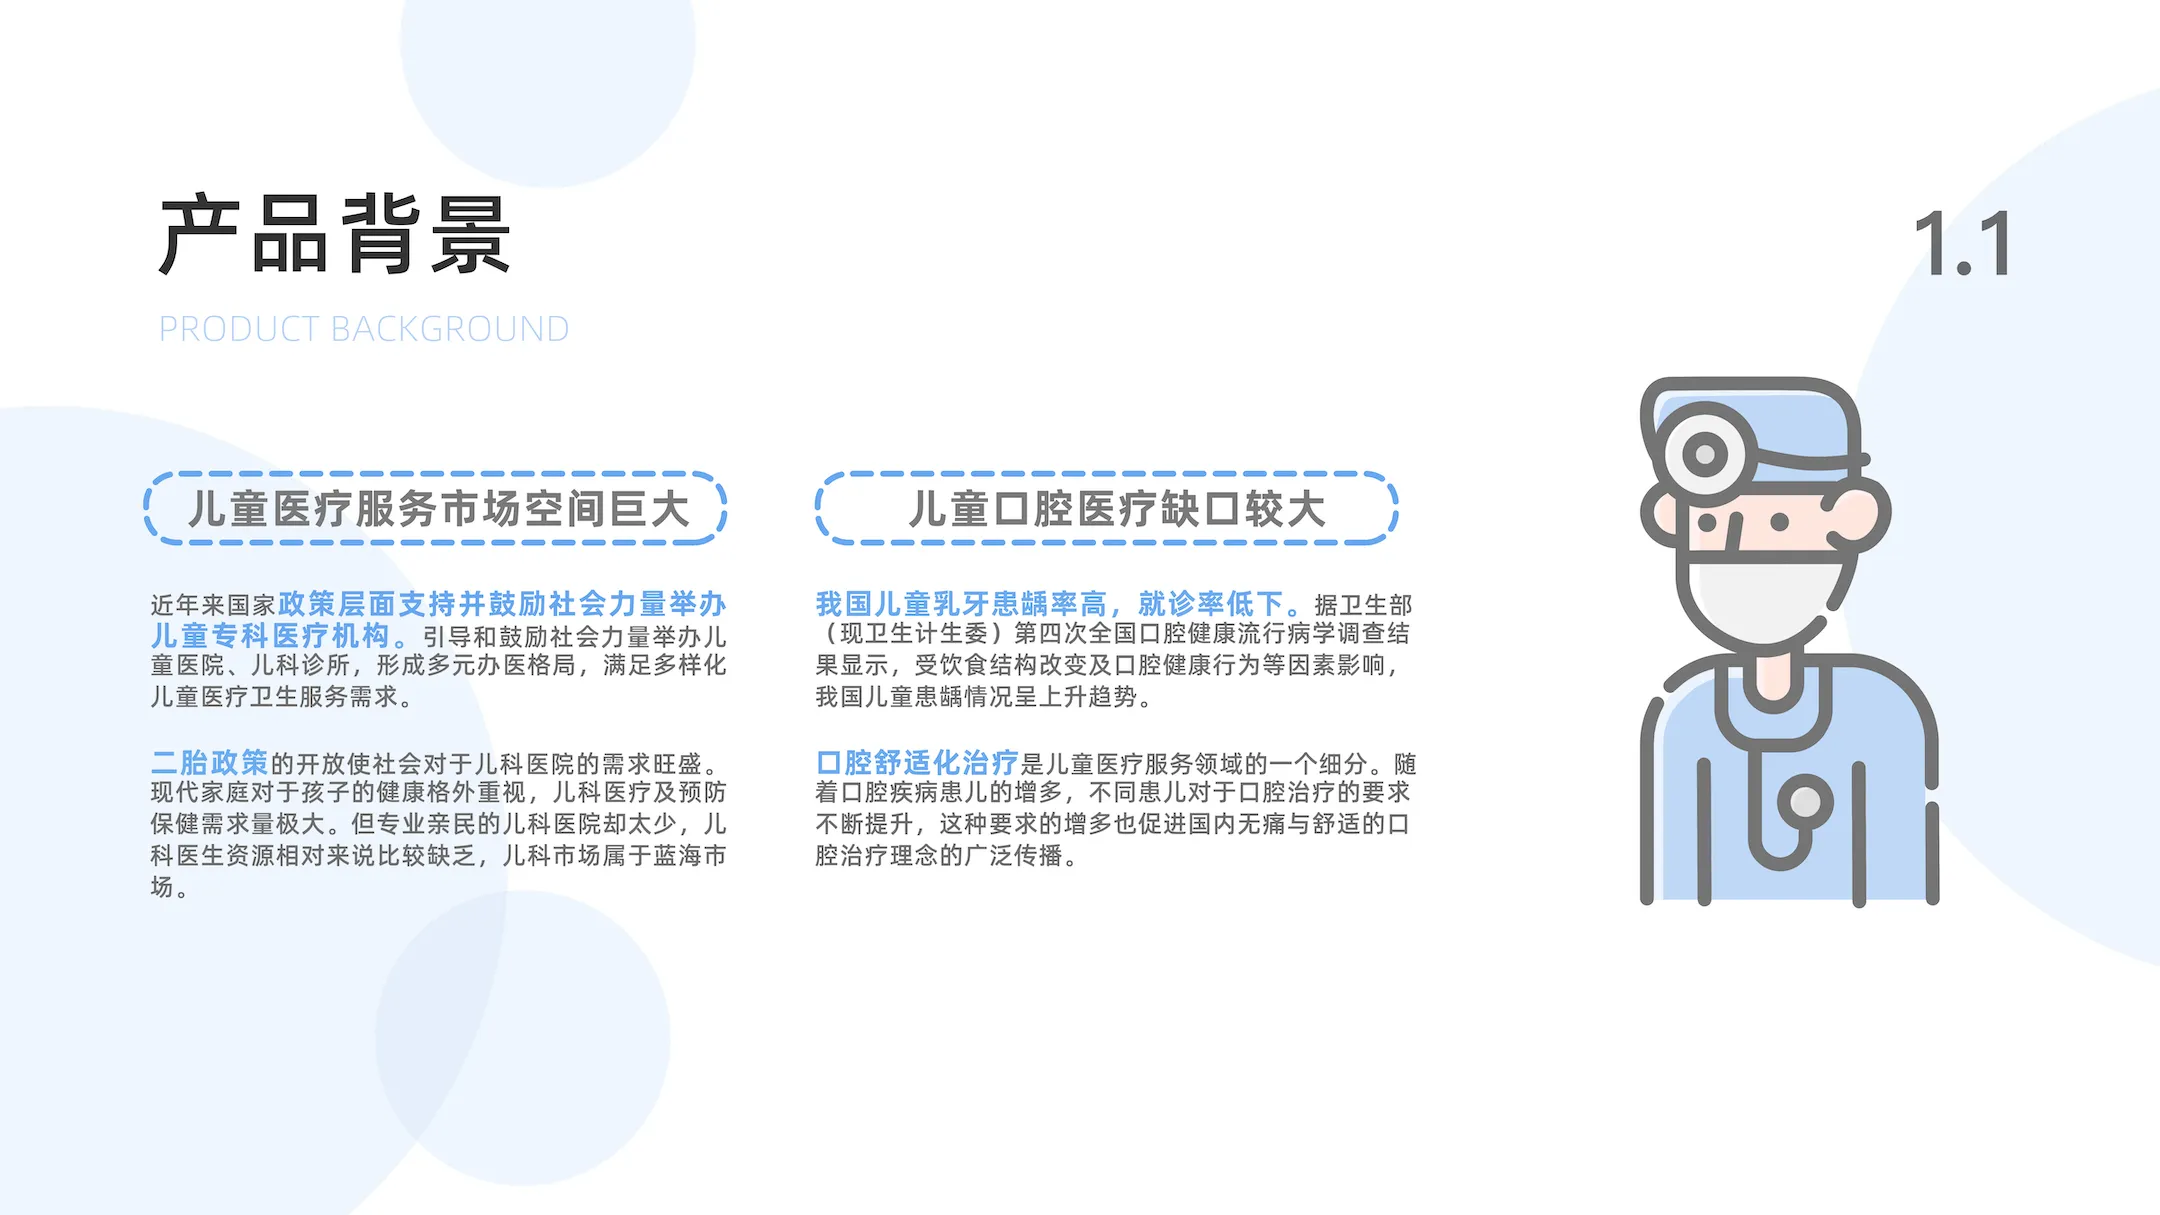 产品背景
1.1
PRODUCT BACKGROUND
儿童医疗服务市场空间巨大
近年来国家政策层面支持并鼓励社会力量举办
儿童专科医疗机构。引导和鼓励社会力量举办儿
童医院、儿科诊所，形成多元办医格局，满足多样化
儿童医疗卫生服务需求。
二胎政策的开放使社会对于儿科医院的需求旺盛。
现代家庭对于孩子的健康格外重视，儿科医疗及预防
保健需求量极大。但专业亲民的儿科医院却太少，儿
科医生资源相对来说比较缺乏，儿科市场属于蓝海市
场。
儿童口腔医疗缺口较大
我国儿童乳牙患龋率高，就诊率低下。据卫生部
（现卫生计生委）第四次全国口腔健康流行病学调查结
果显示，受饮食结构改变及口腔健康行为等因素影响，
我国儿童患龋情况呈上升趋势。
口腔舒适化治疗是儿童医疗服务领域的一个细分。随
着口腔疾病患儿的增多，不同患儿对于口腔治疗的要求
不断提升，这种要求的增多也促进国内无痛与舒适的口
腔治疗理念的广泛传播。